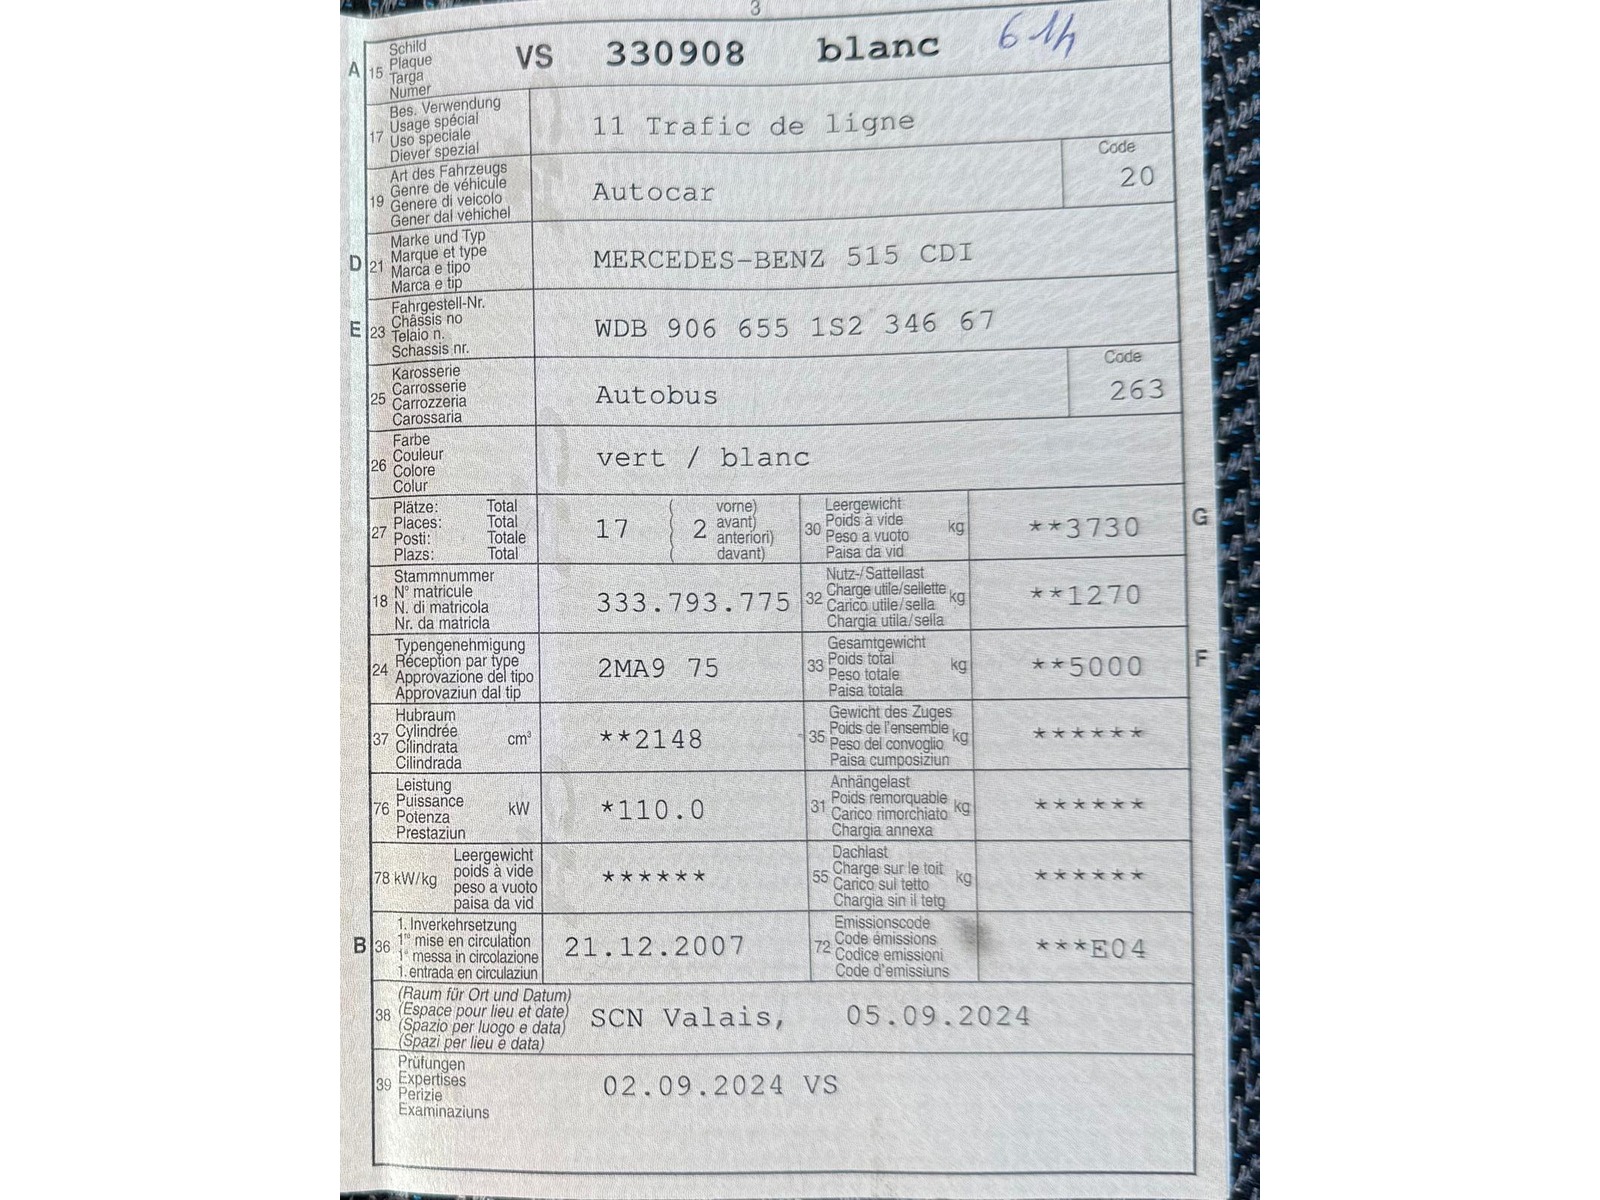 3
A 15 Schild VS 330908 blanc
Plaque
Targa
Numer
17 Bes. Verwendung 11 Trafic de ligne
Usage spécial
Uso speciale
Diever spezial
19 Art des Fahrzeugs Autocar Code 20
Genre de véhicule
Genere di veicolo
Gener dal vehichel
D 21 Marke und Typ MERCEDES-BENZ 515 CDI
Marque et type
Marca e tipo
Marca e tip
E 23 Fahrgestell-Nr. WDB 906 655 1S2 346 67
Châssis no
Telaio n.
Schassis nr.
25 Karosserie Autobus Code 263
Carrosserie
Carrozzeria
Carossaria
26 Farbe vert / blanc
Couleur
Colore
Colur
27 Plätze: Total 17 ( 2 vorne)
Places: Total ( avant)
Posti: Totale ( anteriori)
Plazs: Total ( davant)
30 Leergewicht kg **3730 G
Poids à vide
Peso a vuoto
Paisa da vid
18 Stammnummer 333.793.775
N° matricule
N. di matricola
Nr. da matricla
32 Nutz-/Sattellast kg **1270
Charge utile/sellette
Carico utile/sella
Chargia utila/sella
24 Typengenehmigung 2MA9 75
Réception par type
Approvazione del tipo
Approvaziun dal tip
33 Gesamtgewicht kg **5000 F
Poids total
Peso totale
Paisa totala
37 Hubraum cm³ **2148
Cylindrée
Cilindrata
Cilindrada
35 Gewicht des Zuges kg ******
Poids de l'ensemble
Peso del convoglio
Paisa cumposiziun
76 Leistung kW *110.0
Puissance
Potenza
Prestaziun
31 Anhängelast kg ******
Poids remorquable
Carico rimorchiato
Chargia annexa
78 kW/kg Leergewicht ******
poids à vide
peso a vuoto
paisa da vid
55 Dachlast kg ******
Charge sur le toit
Carico sul tetto
Chargia sin il tetg
B 36 1. Inverkehrsetzung 21.12.2007
1re mise en circulation
1a messa in circolazione
1. entrada en circulaziun
72 Emissionscode ***E04
Code émissions
Codice emissioni
Code d'emissiuns
38 (Raum für Ort und Datum) SCN Valais, 05.09.2024
(Espace pour lieu et date)
(Spazio per luogo e data)
(Spazi per lieu e data)
39 Prüfungen 02.09.2024 VS
Expertises
Perizie
Examinaziuns